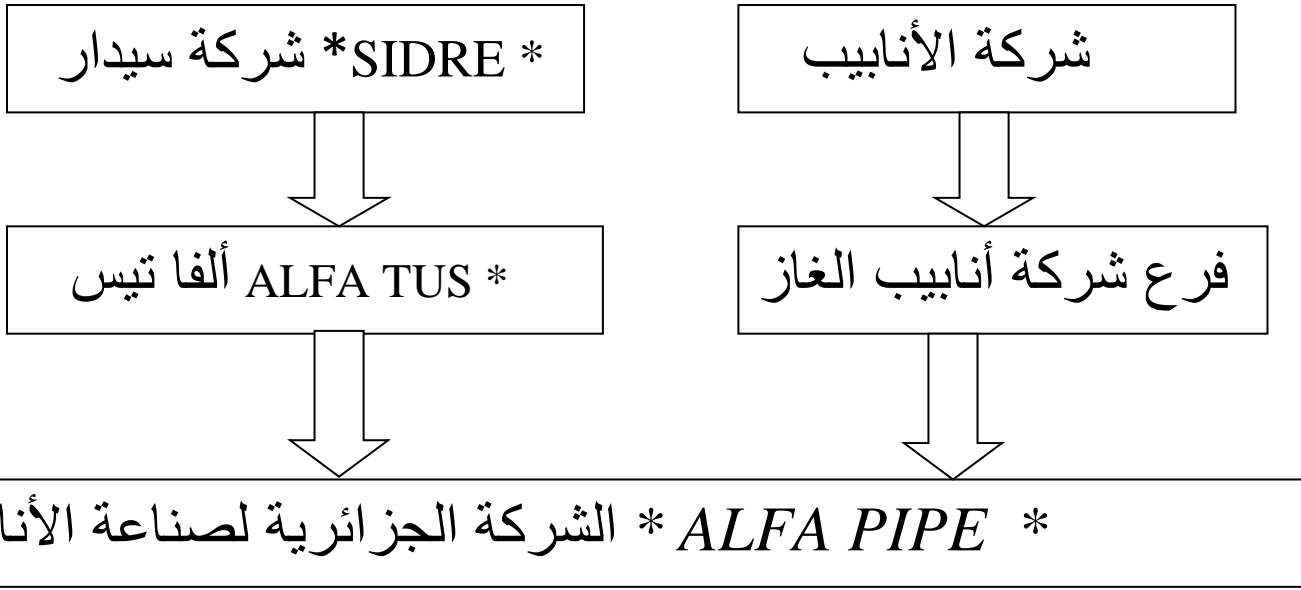 شركة الأنابيب
* SIDRE* شركة سيدار
فرع شركة أنابيب الغاز
* ALFA TUS ألفا تيس
* ALFA PIPE * الشركة الجزائرية لصناعة